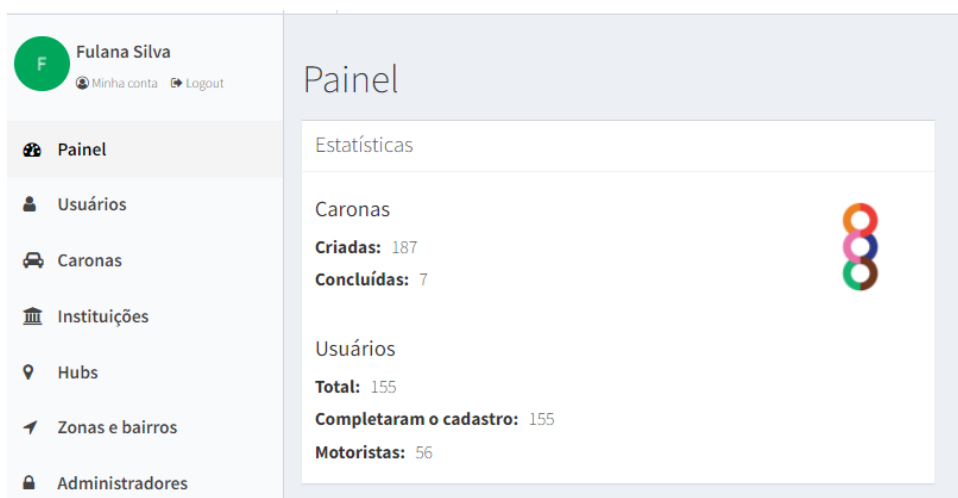 F
Fulana Silva
Minha conta Logout
Painel
Usuários
Caronas
Instituições
Hubs
Zonas e bairros
Administradores
Painel
Estatísticas
Caronas
Criadas: 187
Concluídas: 7
Usuários
Total: 155
Completaram o cadastro: 155
Motoristas: 56